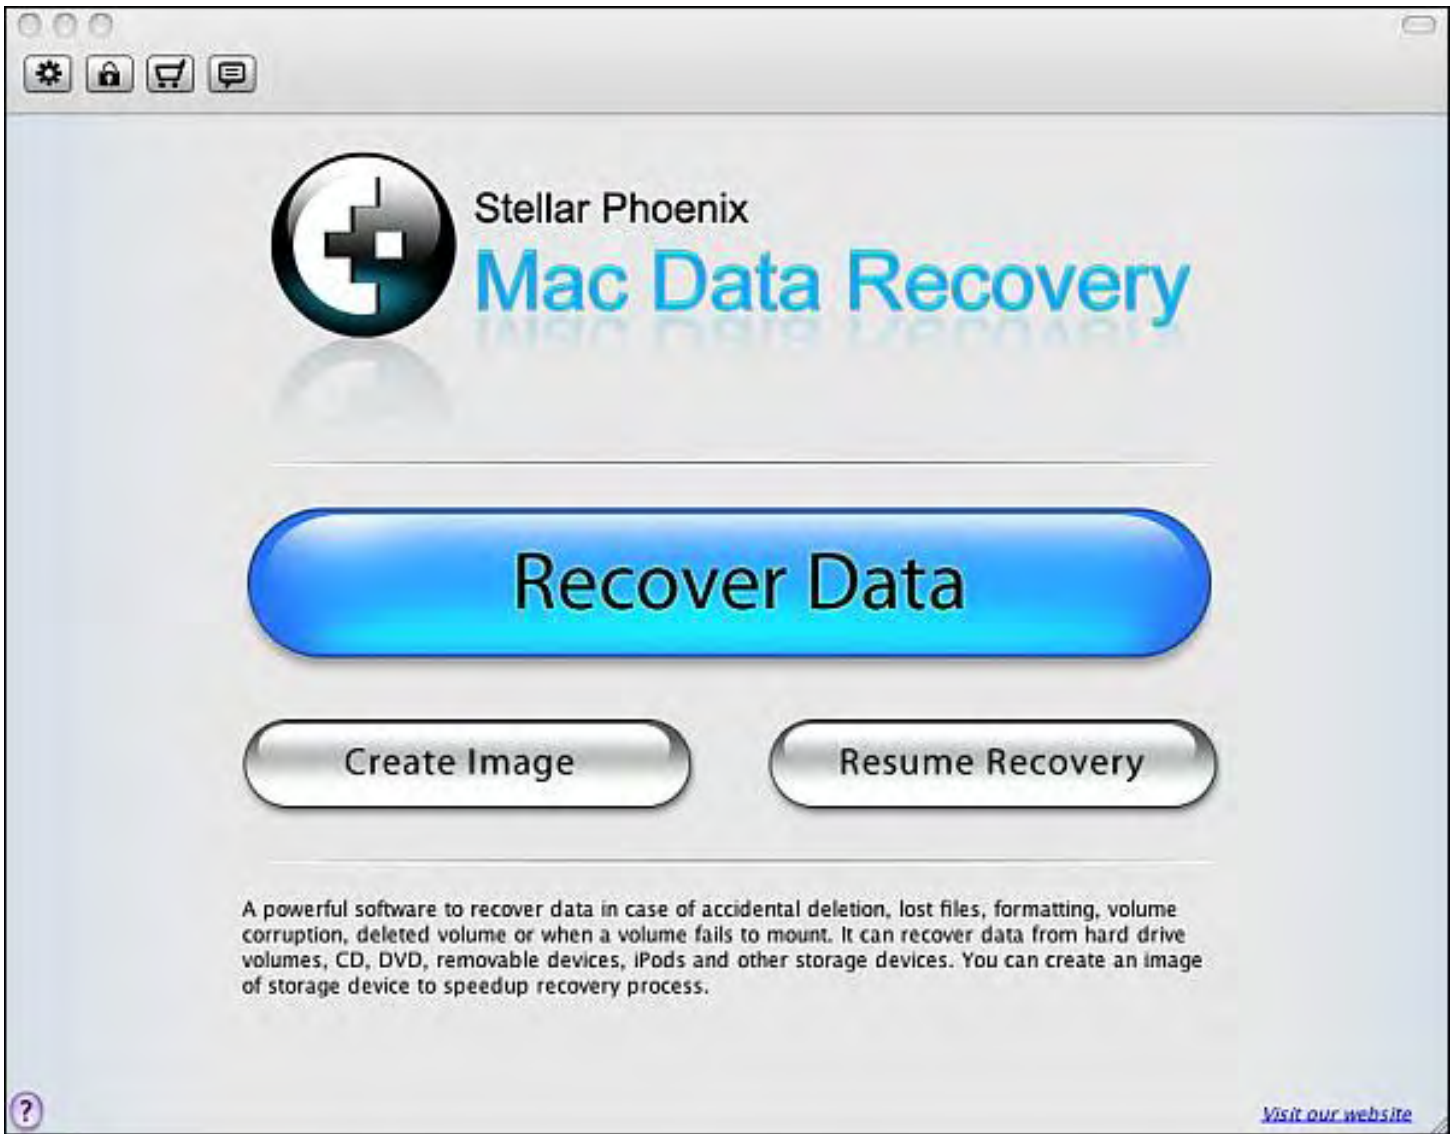 Stellar Phoenix
Mac Data Recovery
Recover Data
Create Image
Resume Recovery
A powerful software to recover data in case of accidental deletion, lost files, formatting, volume
corruption, deleted volume or when a volume fails to mount. It can recover data from hard drive
volumes, CD, DVD, removable devices, iPods and other storage devices. You can create an image
of storage device to speedup recovery process.
?
Visit our website